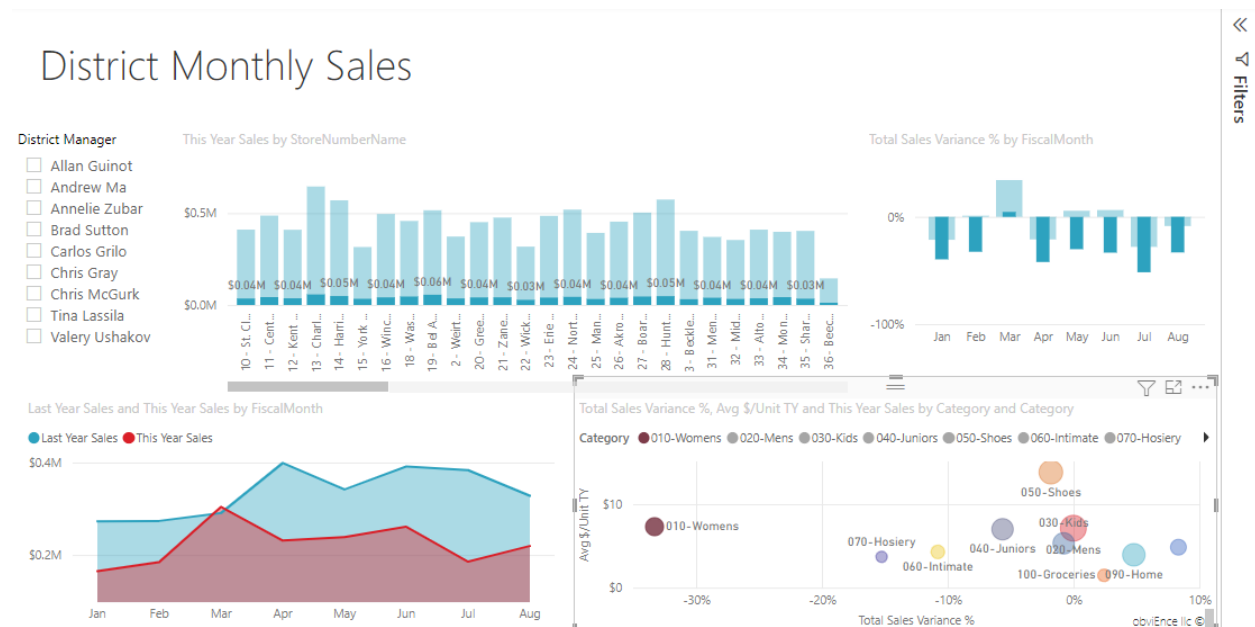 District Monthly Sales
Filters
District Manager
Allan Guinot
Andrew Ma
Annelie Zubar
Brad Sutton
Carlos Grilo
Chris Gray
Chris McGurk
Tina Lassila
Valery Ushakov
This Year Sales by StoreNumberName
$0.5M
$0.0M
$0.04M $0.04M $0.05M $0.04M $0.06M $0.04M $0.03M $0.04M $0.04M $0.05M $0.04M $0.04M $0.03M
10 - St. Cl...
11 - Cent...
12 - Kent ...
13 - Charl...
14 - Harri...
15 - York ...
16 - Winc...
18 - Was...
19 - Bel A...
2 - Weirt...
20 - Gree...
21 - Zane...
22 - Wick...
23 - Erie ...
24 - Nort...
25 - Man...
26 - Akro...
27 - Boar...
28 - Hunt...
3 - Beckle...
31 - Men...
32 - Mid...
33 - Alto ...
34 - Mon...
35 - Shar...
36 - Beec...
Total Sales Variance % by FiscalMonth
0%
-100%
Jan Feb Mar Apr May Jun Jul Aug
Last Year Sales and This Year Sales by FiscalMonth
Last Year Sales This Year Sales
$0.4M
$0.2M
Jan Feb Mar Apr May Jun Jul Aug
Total Sales Variance %, Avg $/Unit TY and This Year Sales by Category and Category
Category 010-Womens 020-Mens 030-Kids 040-Juniors 050-Shoes 060-Intimate 070-Hosiery
Avg $/Unit TY
$10
$0
050-Shoes
010-Womens
030-Kids
070-Hosiery
040-Juniors
020-Mens
060-Intimate
100-Groceries
090-Home
-30% -20% -10% 0% 10%
Total Sales Variance %
obviEnce llc ©